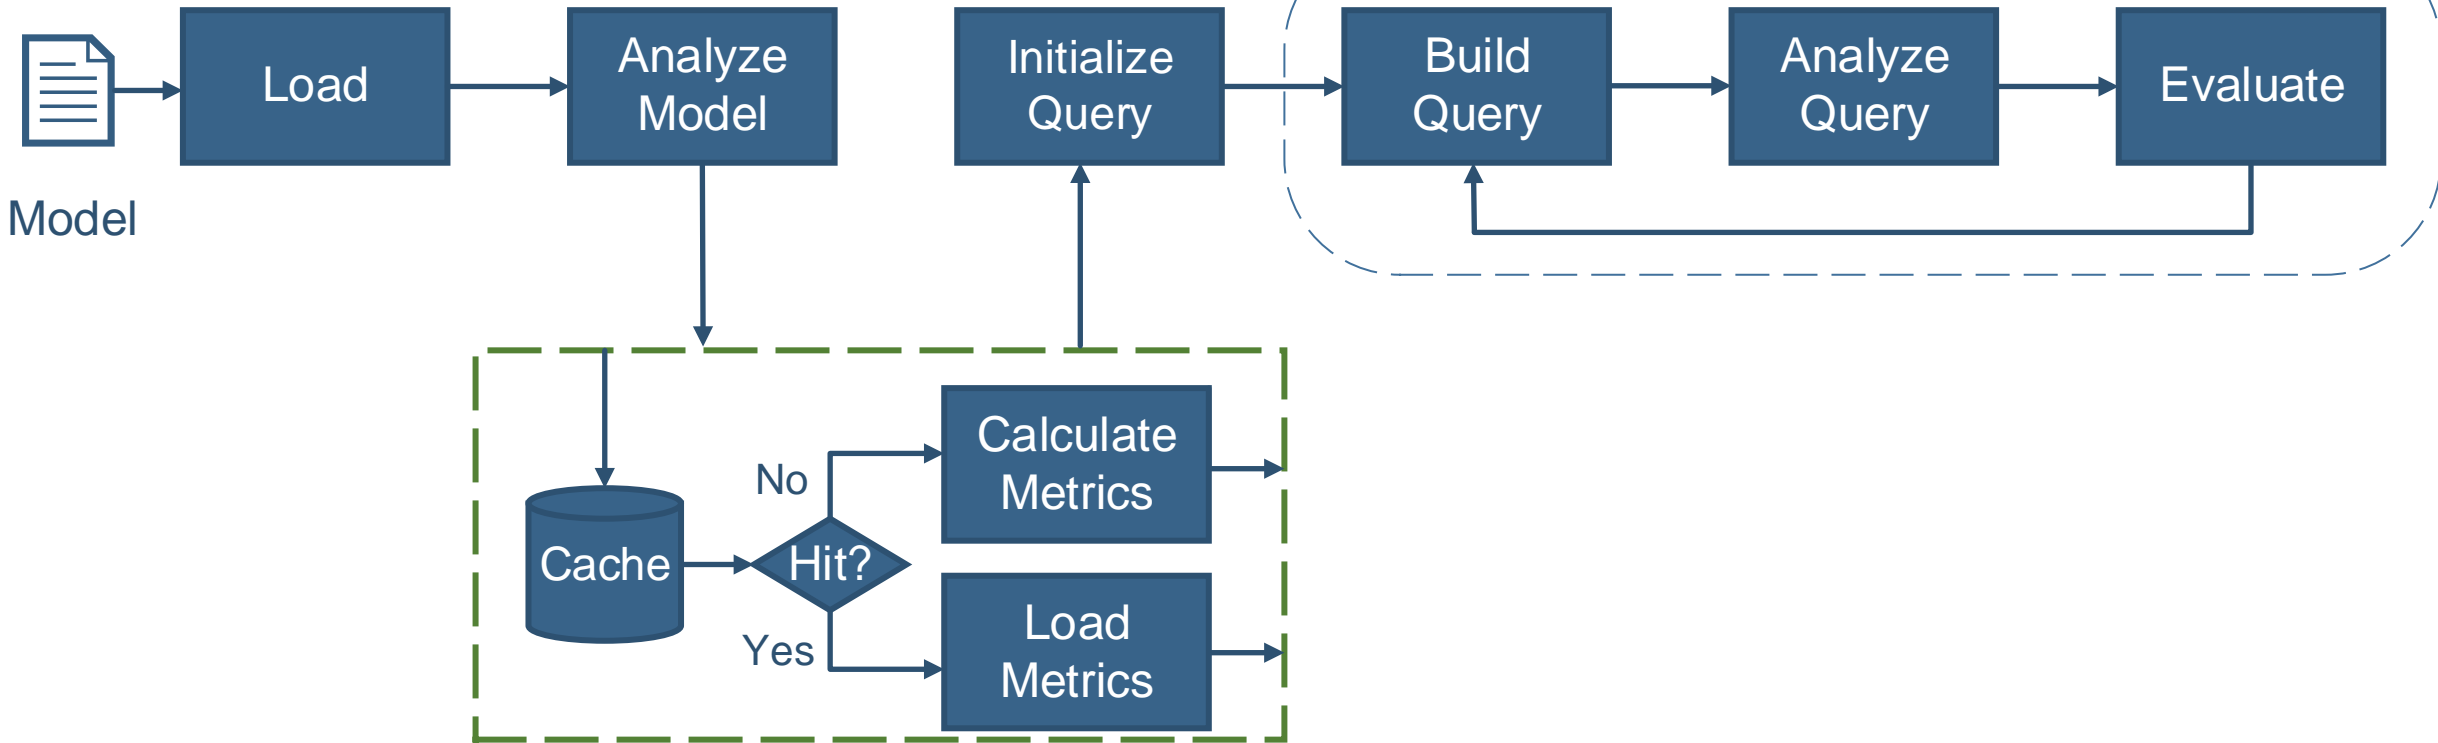 Load
Analyze
Model
Initialize
Query
Build
Query
Analyze
Query
Evaluate
Model
Calculate
Metrics
No
Cache
Hit?
Yes
Load
Metrics